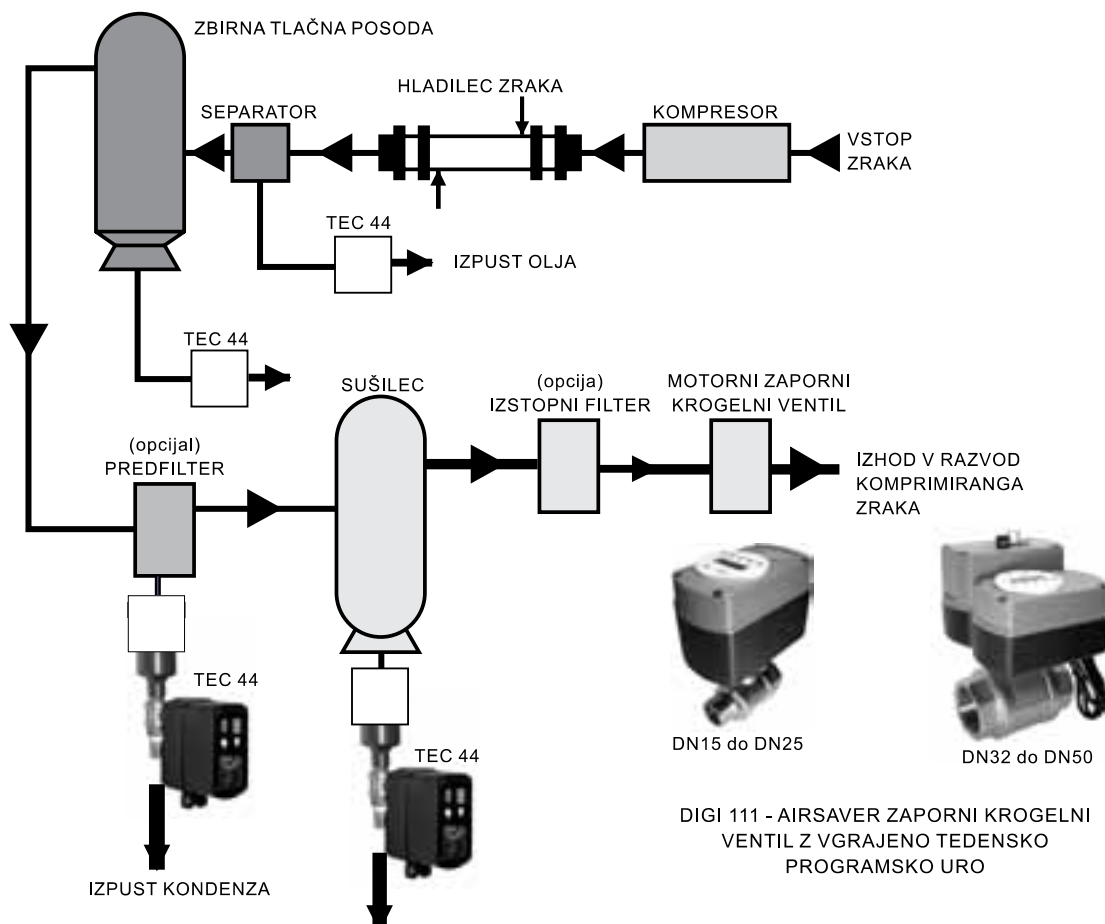 ZBIRNA TLAČNA POSODA
HLADILEC ZRAKA
SEPARATOR
KOMPRESOR
VSTOP
ZRAKA
TEC 44
IZPUST OLJA
TEC 44
SUŠILEC
(opcija)
IZSTOPNI FILTER
MOTORNI ZAPORNI
KROGELNI VENTIL
(opcijal)
PREDFILTER
IZHOD V RAZVOD
KOMPRIMIRANGA
ZRAKA
TEC 44
TEC 44
DN15 do DN25
DN32 do DN50
DIGI 111 - AIRSAVER ZAPORNI KROGELNI
VENTIL Z VGRAJENO TEDENSKO
PROGRAMSKO URO
IZPUST KONDENZA